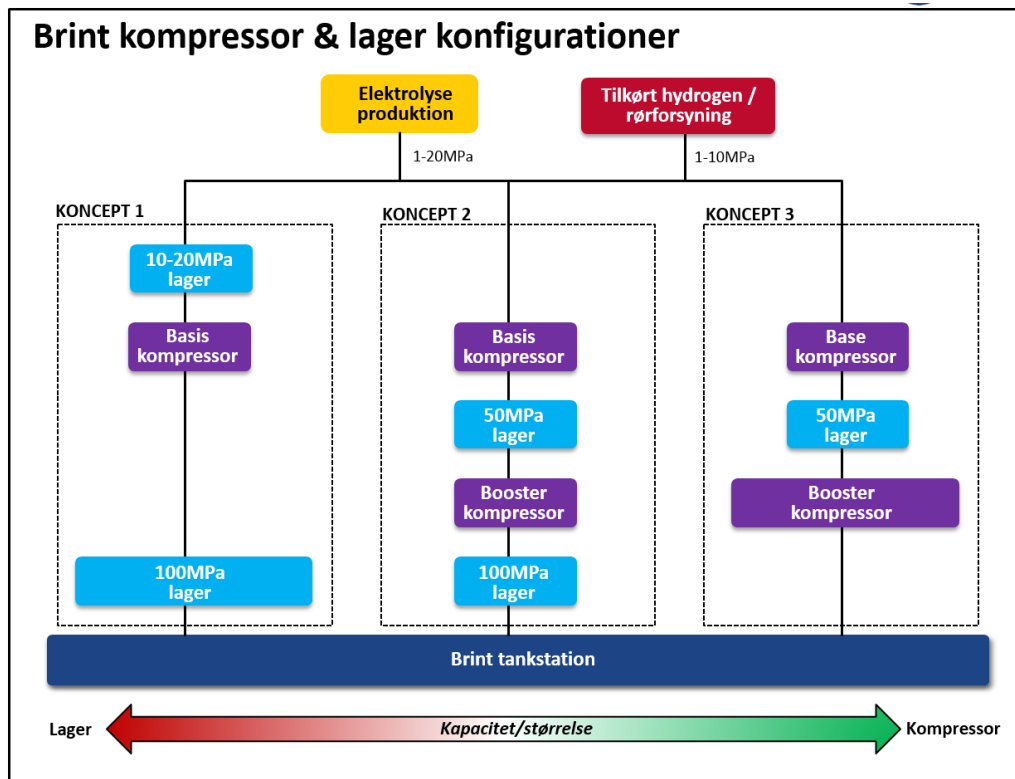 Brint kompressor & lager konfigurationer
Elektrolyse
produktion
Tilkørt hydrogen /
rørforsyning
1-20MPa
1-10MPa
KONCEPT 1
10-20MPa
lager
Basis
kompressor
100MPa
lager
KONCEPT 2
Basis
kompressor
50MPa
lager
Booster
kompressor
100MPa
lager
KONCEPT 3
Base
kompressor
50MPa
lager
Booster
kompressor
Brint tankstation
Lager
Kapacitet/størrelse
Kompressor